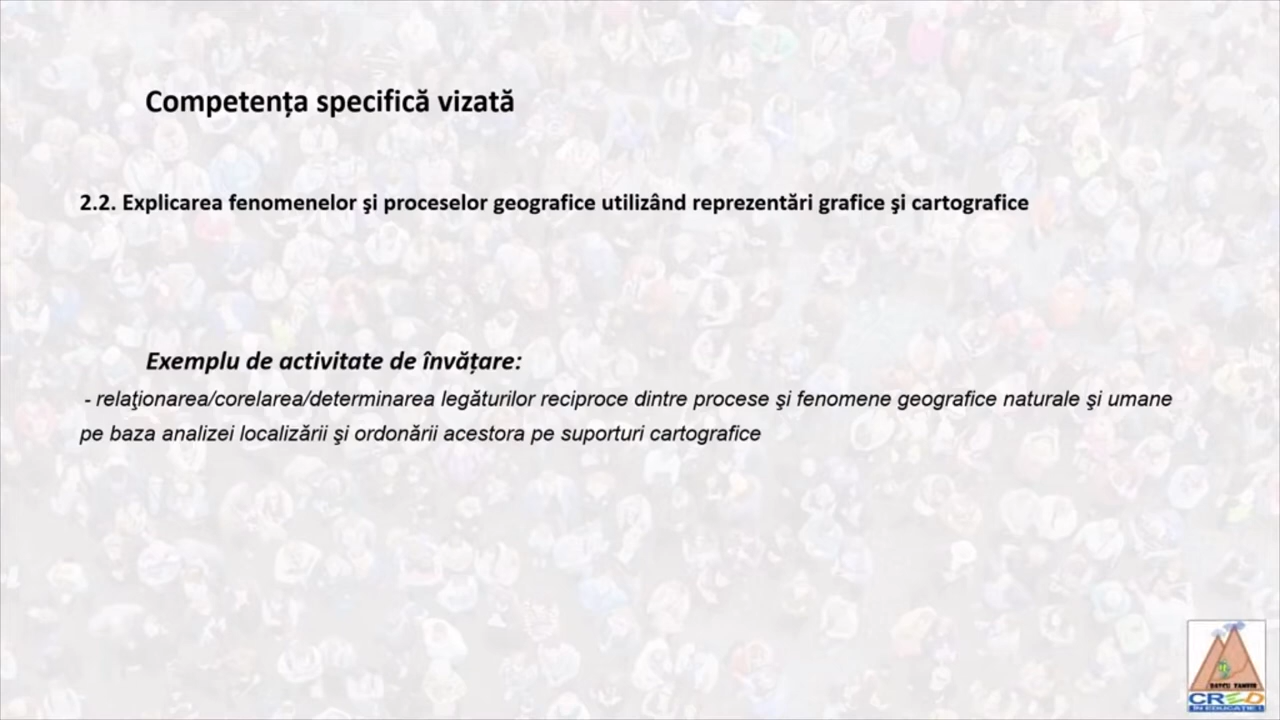 Competența specifică vizată
2.2. Explicarea fenomenelor şi proceselor geografice utilizând reprezentări grafice şi cartografice
Exemplu de activitate de învățare:
- relaţionarea/corelarea/determinarea legăturilor reciproce dintre procese şi fenomene geografice naturale şi umane
pe baza analizei localizării şi ordonării acestora pe suporturi cartografice
CRED
ÎN EDUCAȚIE!